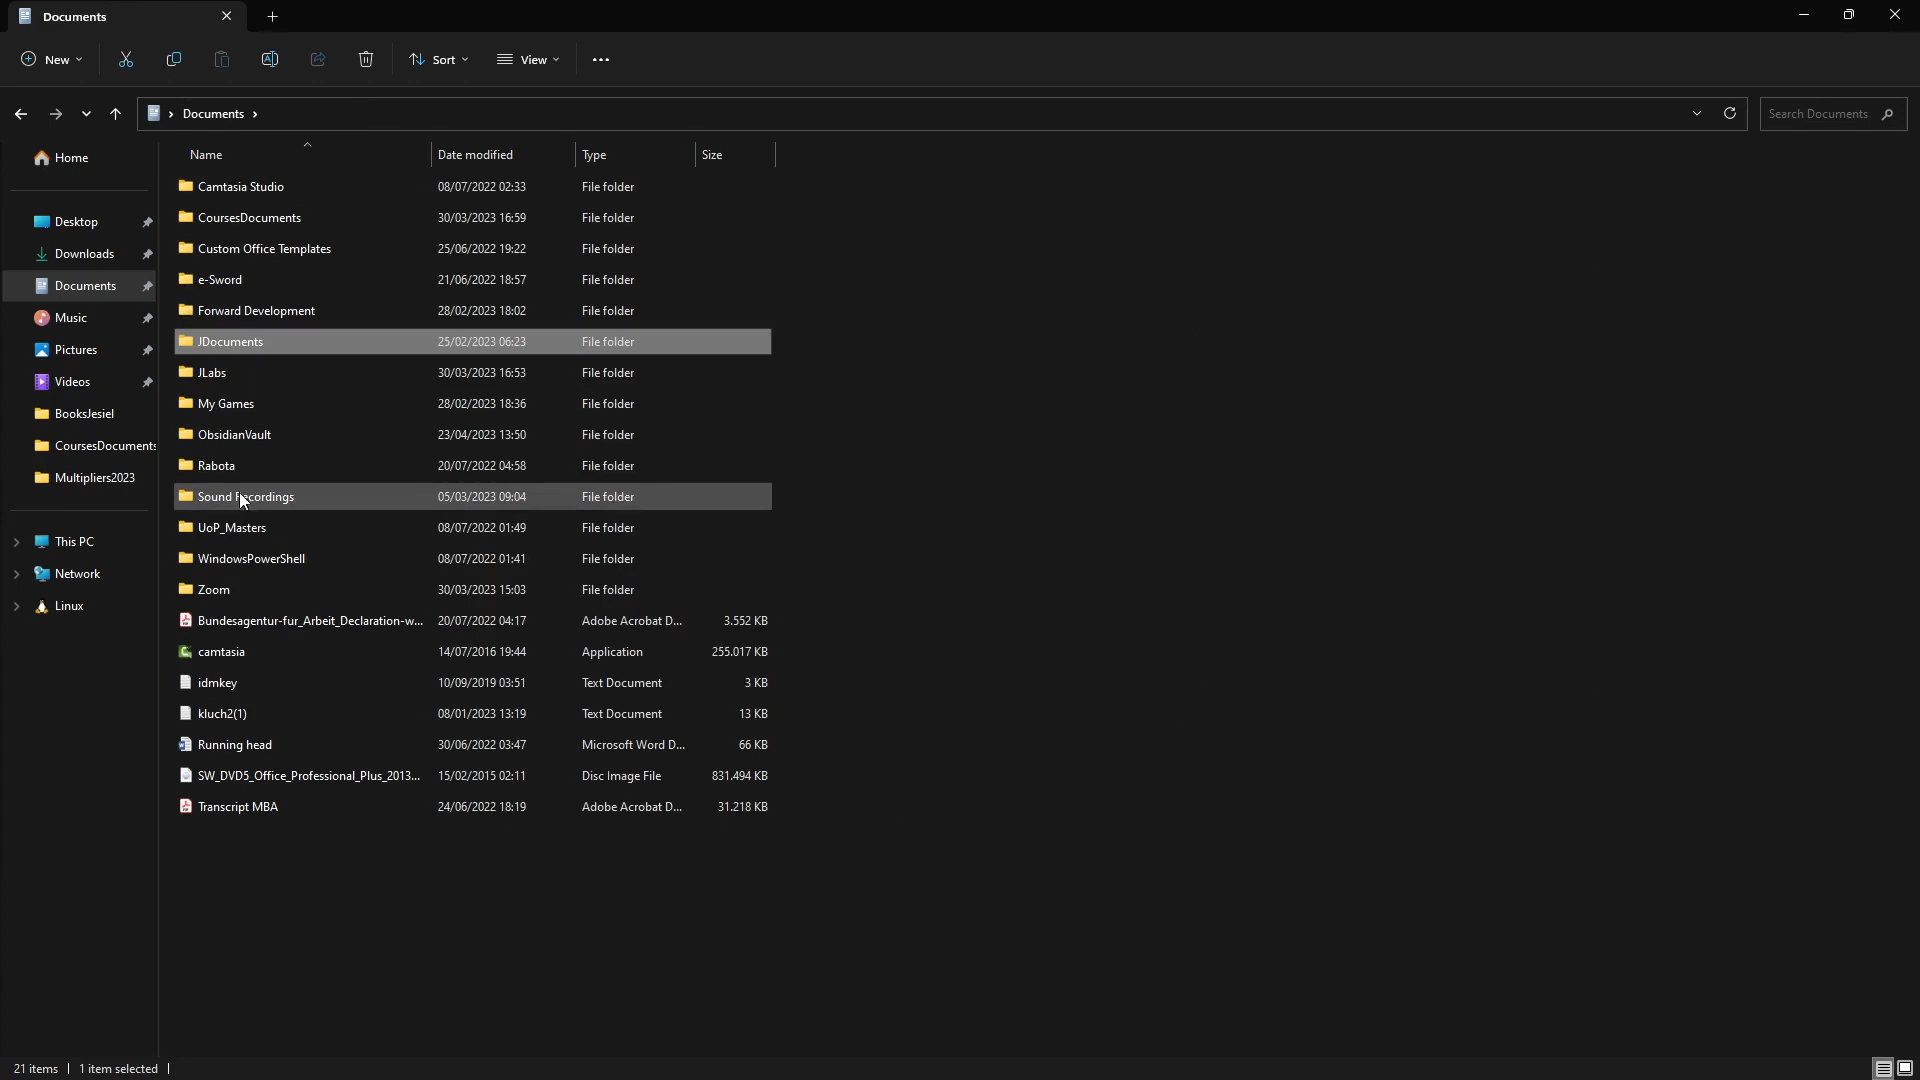 Documents
New
Sort
View
Documents
Search Documents
Home
Desktop
Downloads
Documents
Music
Pictures
Videos
BooksJesiel
CoursesDocuments
Multipliers2023
This PC
Network
Linux
Name Date modified Type Size
Camtasia Studio 08/07/2022 02:33 File folder
CoursesDocuments 30/03/2023 16:59 File folder
Custom Office Templates 25/06/2022 19:22 File folder
e-Sword 21/06/2022 18:57 File folder
Forward Development 28/02/2023 18:02 File folder
JDocuments 25/02/2023 06:23 File folder
JLabs 30/03/2023 16:53 File folder
My Games 28/02/2023 18:36 File folder
ObsidianVault 23/04/2023 13:50 File folder
Rabota 20/07/2022 04:58 File folder
Sound Recordings 05/03/2023 09:04 File folder
UoP_Masters 08/07/2022 01:49 File folder
WindowsPowerShell 08/07/2022 01:41 File folder
Zoom 30/03/2023 15:03 File folder
Bundesagentur-fur_Arbeit_Declaration-w... 20/07/2022 04:17 Adobe Acrobat D... 3.552 KB
camtasia 14/07/2016 19:44 Application 255.017 KB
idmkey 10/09/2019 03:51 Text Document 3 KB
kluch2(1) 08/01/2023 13:19 Text Document 13 KB
Running head 30/06/2022 03:47 Microsoft Word D... 66 KB
SW_DVD5_Office_Professional_Plus_2013... 15/02/2015 02:11 Disc Image File 831.494 KB
Transcript MBA 24/06/2022 18:19 Adobe Acrobat D... 31.218 KB
21 items 1 item selected